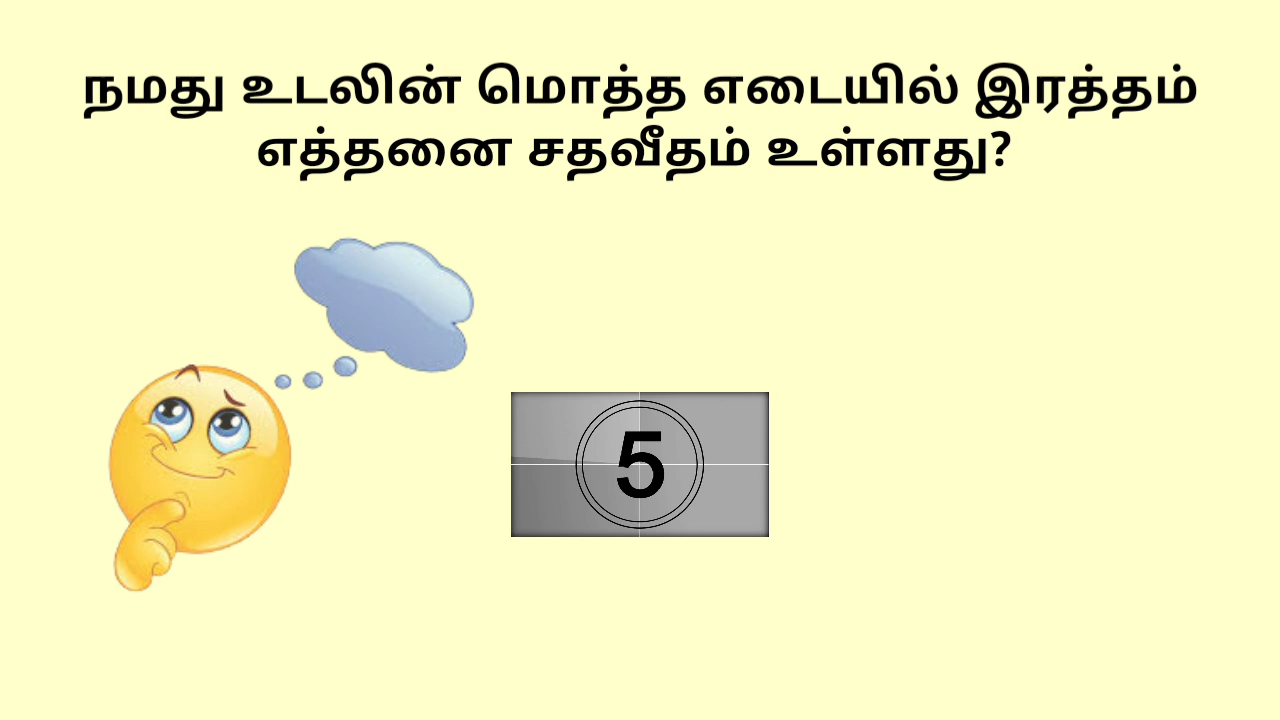 நமது உடலின் மொத்த எடையில் இரத்தம்
எத்தனை சதவீதம் உள்ளது?
5